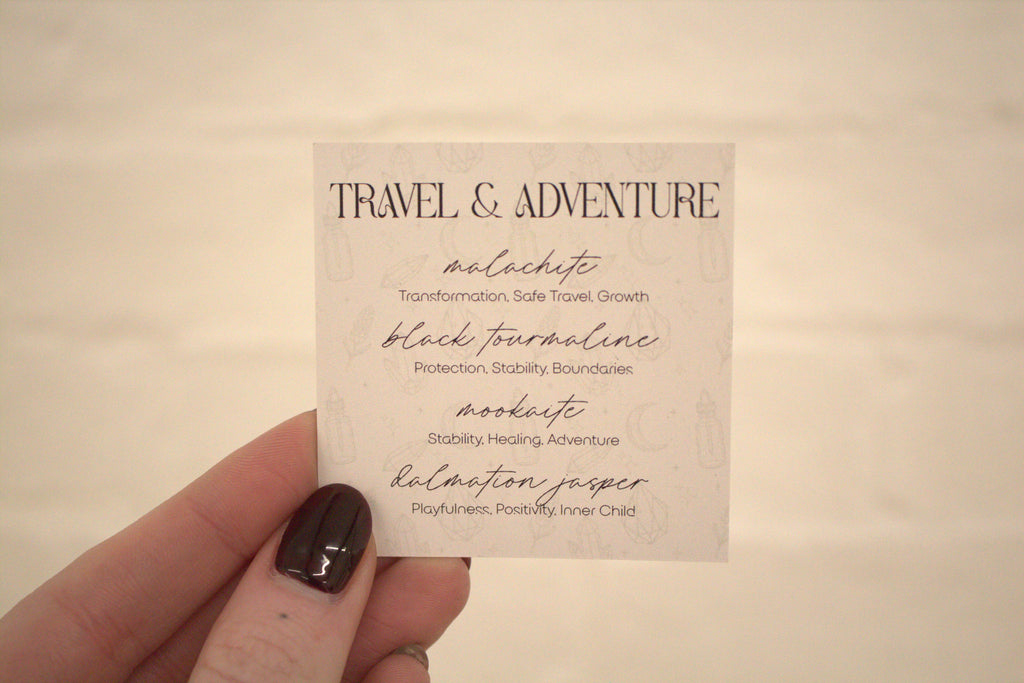 TRAVEL & ADVENTURE
malachite
Transformation, Safe Travel, Growth
black tourmaline
Protection, Stability, Boundaries
mookaite
Stability, Healing, Adventure
dalmation jasper
Playfulness, Positivity, Inner Child